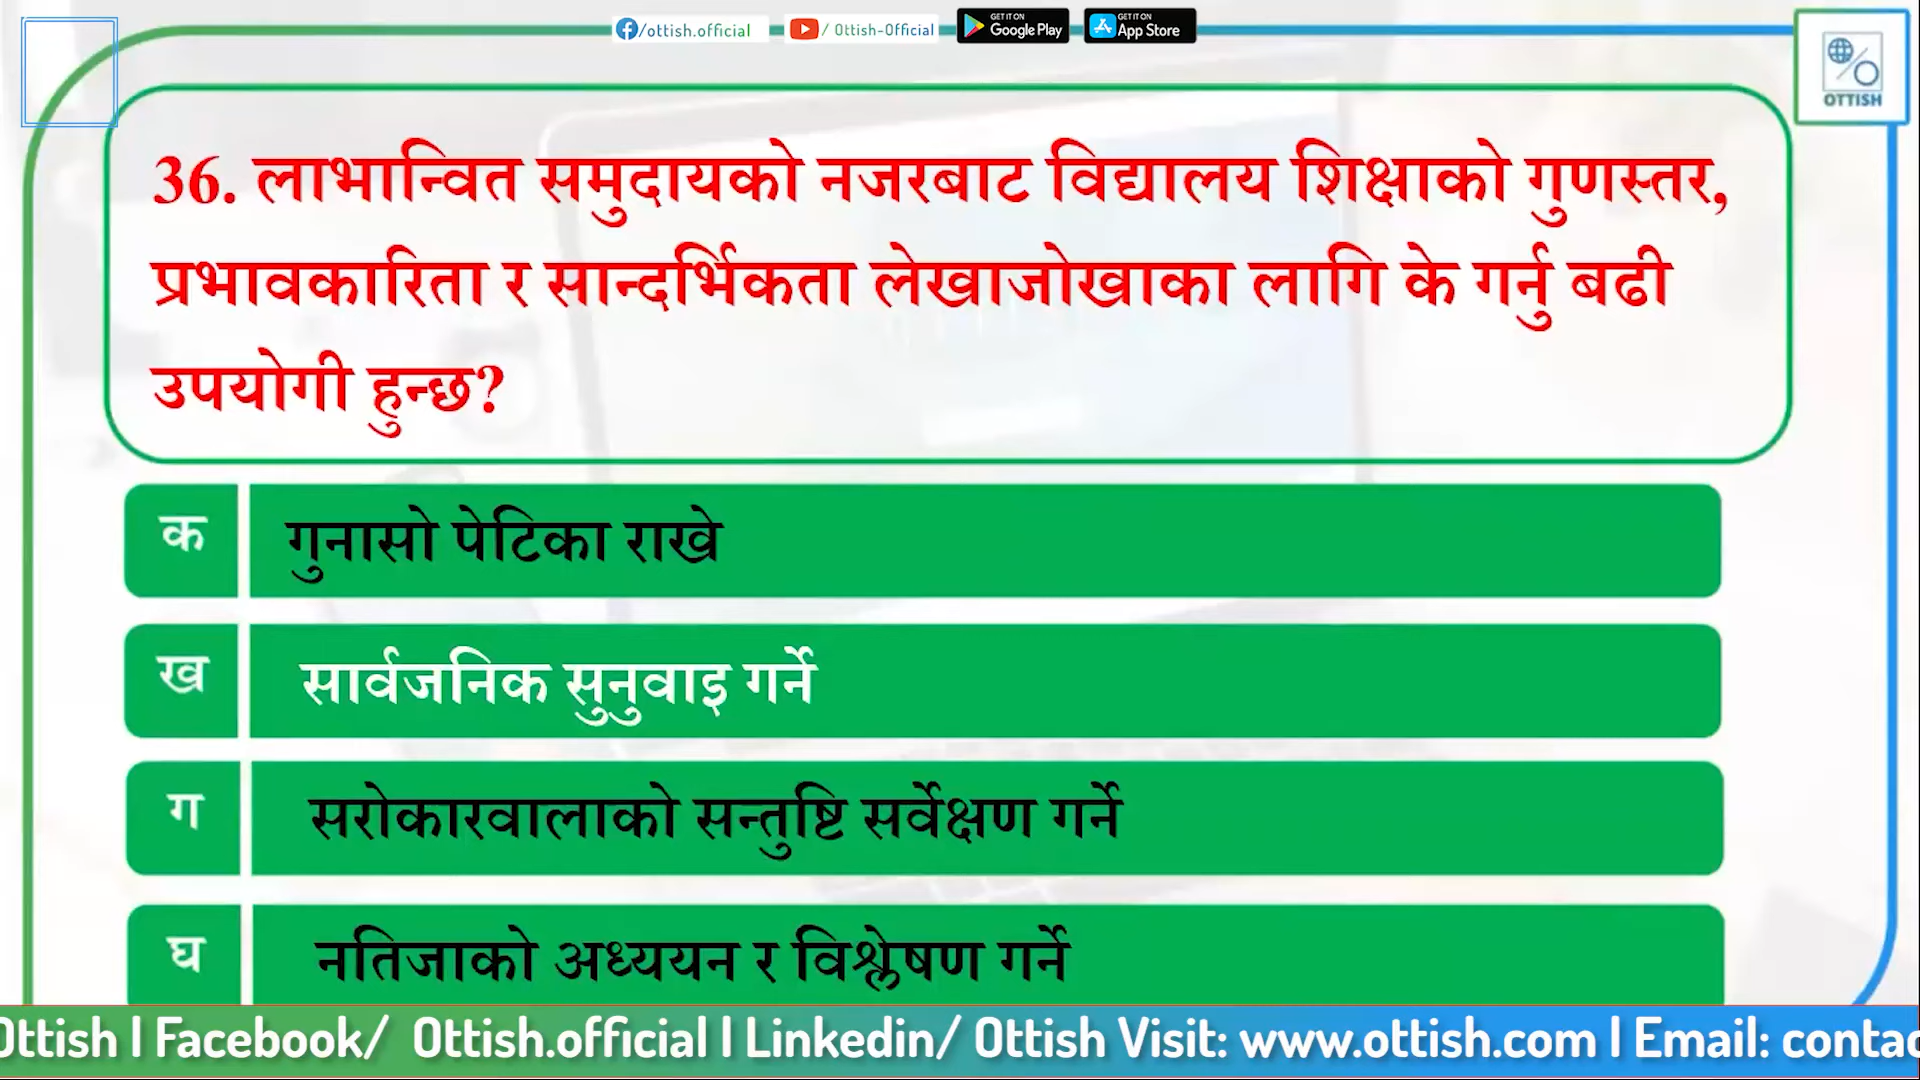 /ottish.official / Ottish-Official GET IT ON Google Play GET IT ON App Store
OTTISH
36. लाभान्वित समुदायको नजरबाट विद्यालय शिक्षाको गुणस्तर,
प्रभावकारिता र सान्दर्भिकता लेखाजोखाका लागि के गर्नु बढी
उपयोगी हुन्छ?
क गुनासो पेटिका राखे
ख सार्वजनिक सुनुवाइ गर्ने
ग सरोकारवालाको सन्तुष्टि सर्वेक्षण गर्ने
घ नतिजाको अध्ययन र विश्लेषण गर्ने
Ottish | Facebook/ Ottish.official | Linkedin/ Ottish Visit: www.ottish.com | Email: contac